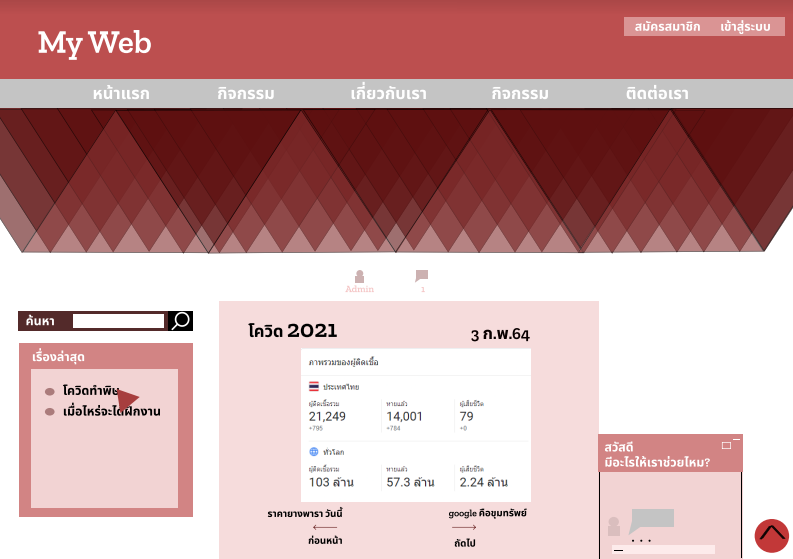 My Web
สมัครสมาชิก เข้าสู่ระบบ
หน้าแรก กิจกรรม เกี่ยวกับเรา กิจกรรม ติดต่อเรา
Admin 1
ค้นหา
เรื่องล่าสุด
โควิดทำพิษ
เมื่อไหร่จะได้ฝึกงาน
โควิด 2021 3 ก.พ.64
ภาพรวมของผู้ติดเชื้อ
ประเทศไทย
ผู้ติดเชื้อรวม หายแล้ว ผู้เสียชีวิต
21,249 14,001 79
+795 +784 +0
ทั่วโลก
ผู้ติดเชื้อรวม หายแล้ว ผู้เสียชีวิต
103 ล้าน 57.3 ล้าน 2.24 ล้าน
ราคายางพารา วันนี้ google คือขุมทรัพย์
ก่อนหน้า ถัดไป
สวัสดี
มีอะไรให้เราช่วยไหม?